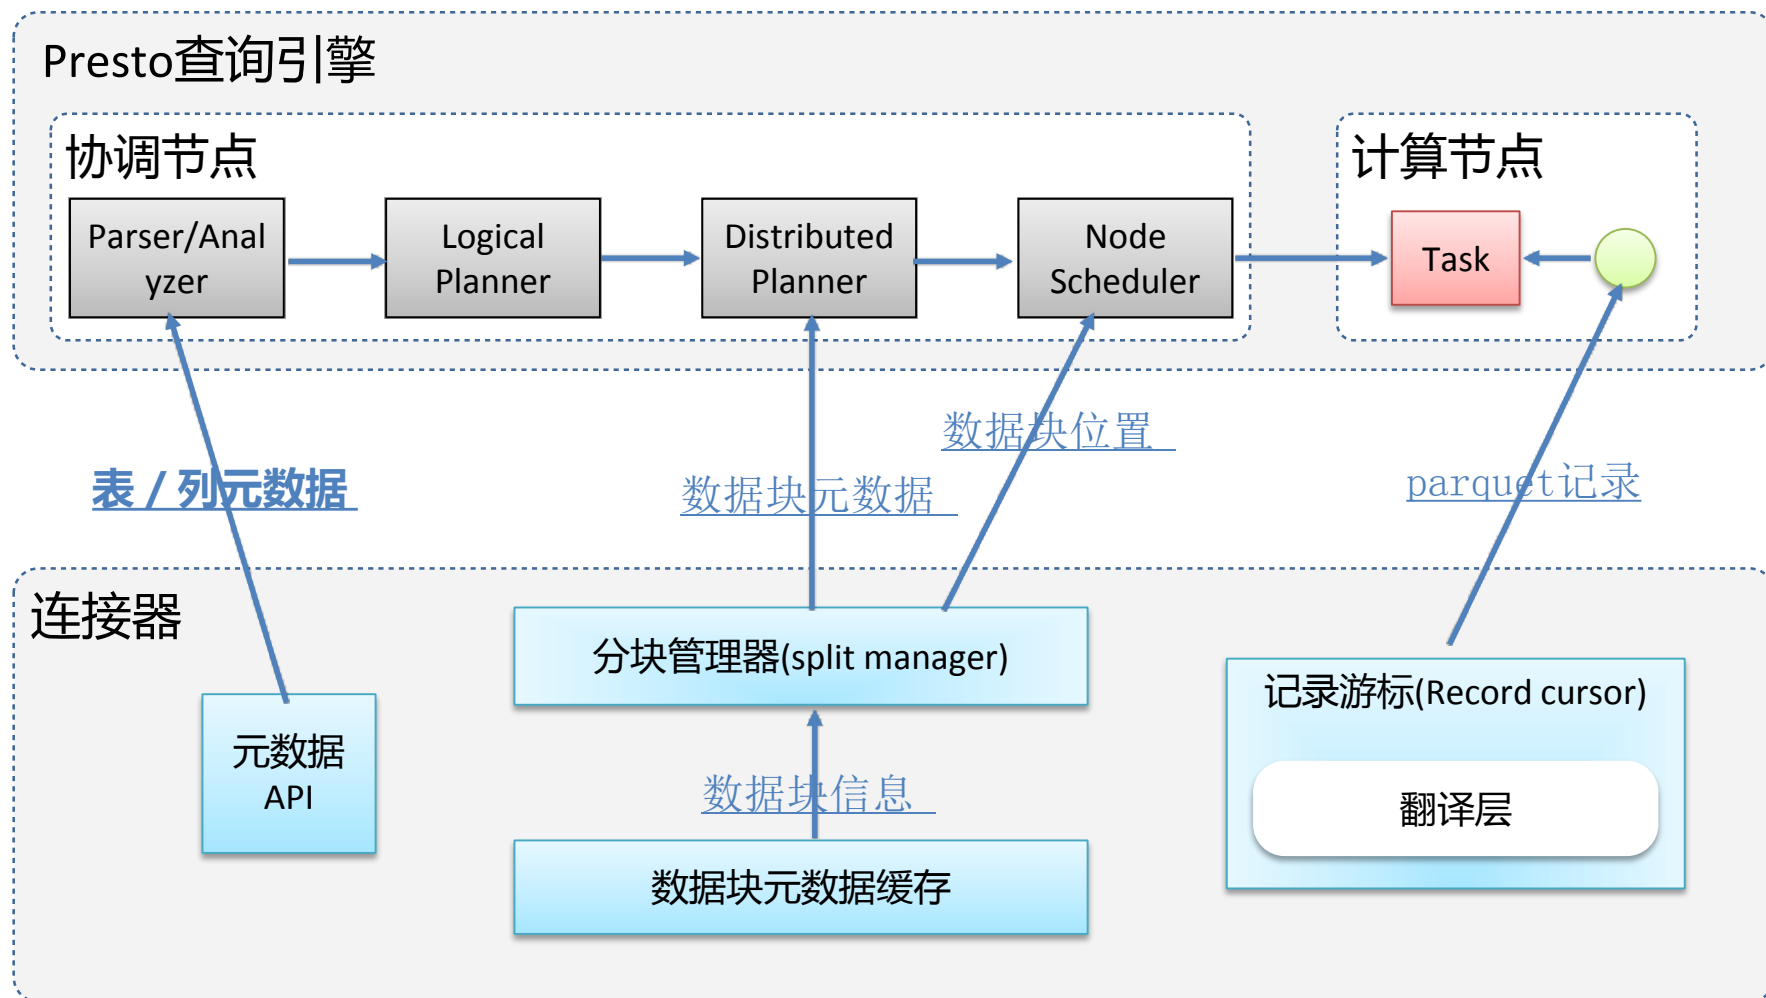 Presto查询引擎
协调节点
计算节点
Parser/Anal
yzer
Logical
Planner
Distributed
Planner
Node
Scheduler
Task
数据块位置
表 / 列元数据
数据块元数据
parquet记录
连接器
分块管理器(split manager)
记录游标(Record cursor)
元数据
API
数据块信息
翻译层
数据块元数据缓存